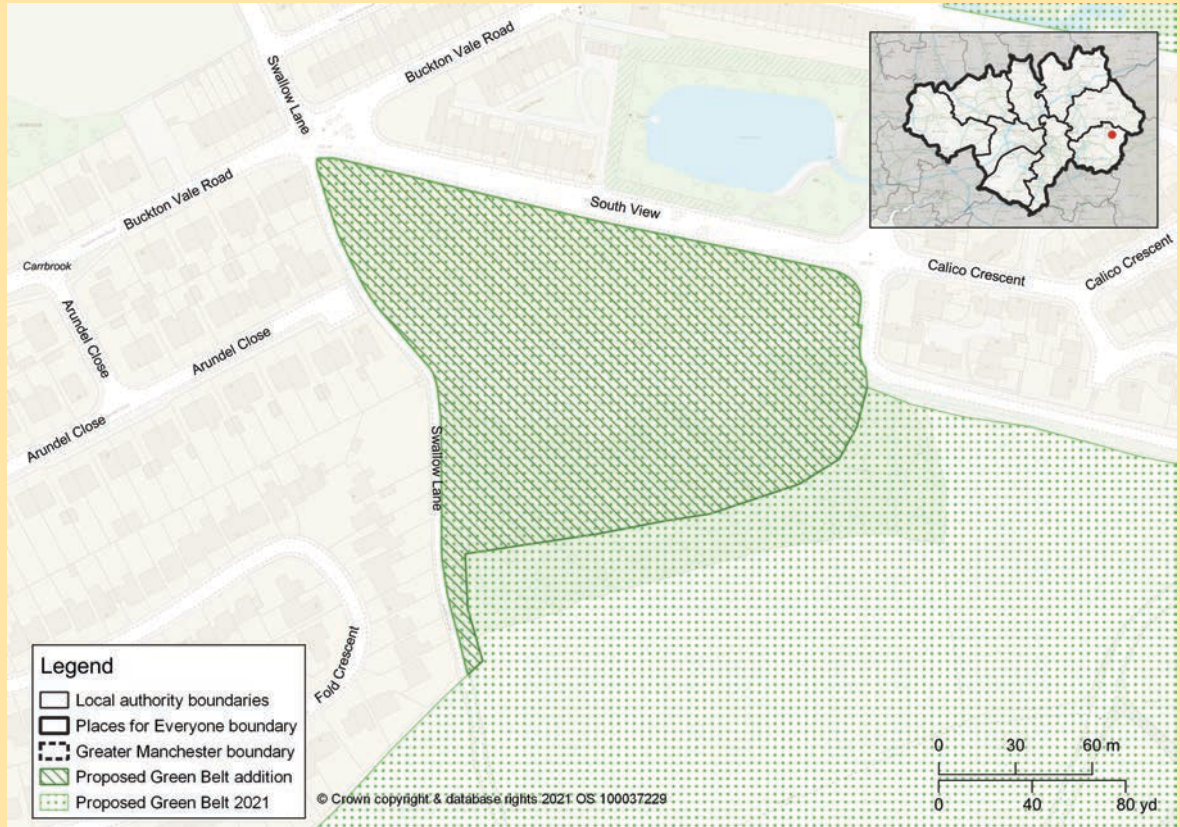 Swallow Lane
Buckton Vale Road
Buckton Vale Road
South View
Calico Crescent
Calico Crescent
Carrbrook
Arundel Close
Arundel Close
Arundel Close
Swallow Lane
Fold Crescent
Legend
Local authority boundaries
Places for Everyone boundary
Greater Manchester boundary
Proposed Green Belt addition
Proposed Green Belt 2021
© Crown copyright & database rights 2021 OS 100037229
0 30 60 m
0 40 80 yd